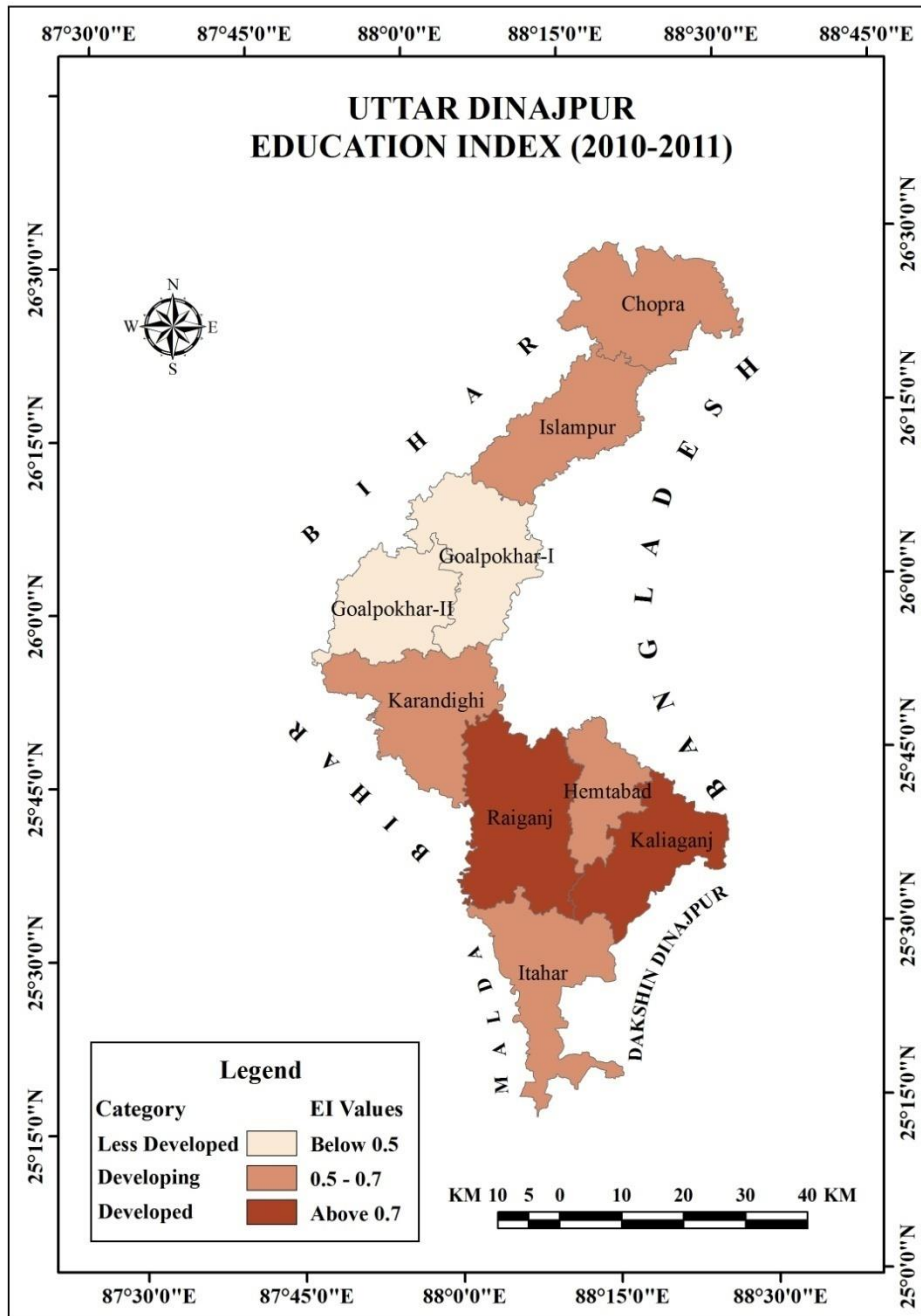 87°30'0"E 87°45'0"E 88°0'0"E 88°15'0"E 88°30'0"E 88°45'0"E
UTTAR DINAJPUR
EDUCATION INDEX (2010-2011)
26°30'0"N
26°15'0"N
26°0'0"N
25°45'0"N
25°30'0"N
25°15'0"N
26°30'0"N
26°15'0"N
26°0'0"N
25°45'0"N
25°30'0"N
25°15'0"N
25°0'0"N
N
W E
S
BIHAR
BANGLADESH
Chopra
Islampur
Goalpokhar-I
Goalpokhar-II
Karandighi
BIHAR
Hemtabad
Raiganj
Kaliaganj
Itahar
MALDA
DAKSHIN DINAJPUR
Legend
Category EI Values
Less Developed Below 0.5
Developing 0.5 - 0.7
Developed Above 0.7
KM KM
10 5 0 10 20 30 40
87°30'0"E 87°45'0"E 88°0'0"E 88°15'0"E 88°30'0"E